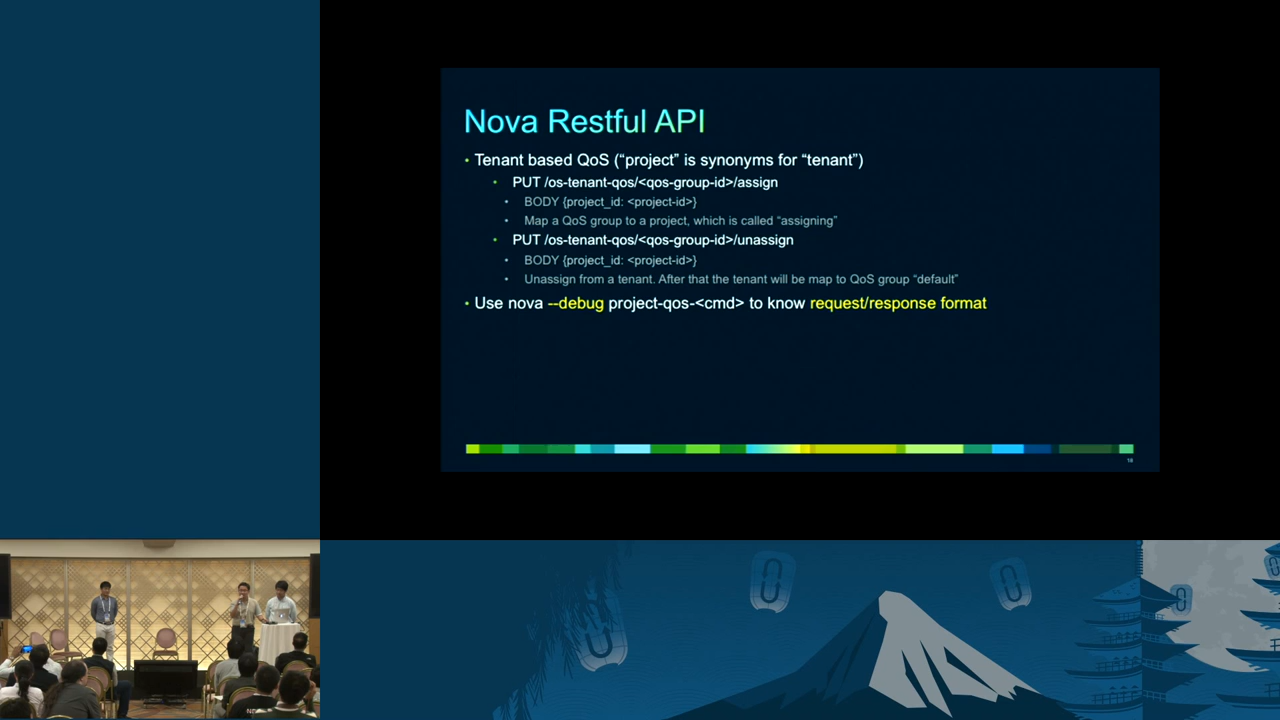 Nova Restful API
• Tenant based QoS (“project” is synonyms for “tenant”)
• PUT /os-tenant-qos/<qos-group-id>/assign
• BODY {project_id: <project-id>}
• Map a QoS group to a project, which is called “assigning”
• PUT /os-tenant-qos/<qos-group-id>/unassign
• BODY {project_id: <project-id>}
• Unassign from a tenant. After that the tenant will be map to QoS group “default”
• Use nova --debug project-qos-<cmd> to know request/response format